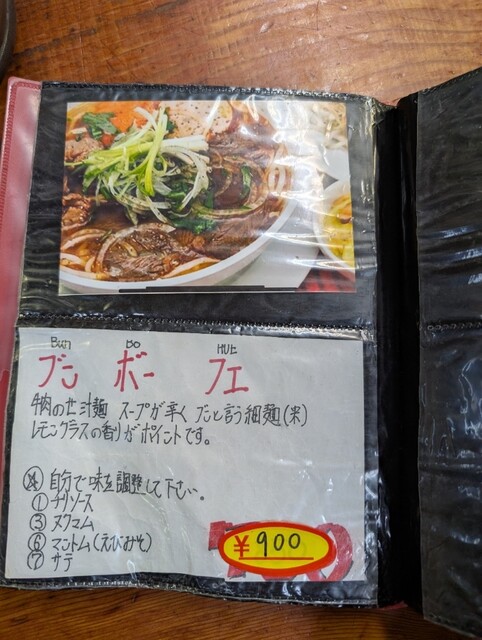 Bun Bo HUE
ブン ボー フエ
牛肉の甘汁麺 スープが辛く ブンと言う細麺(米)
レモングラスの香りがポイントです。
※ 自分で味を調整して下さい。
① チリソース
③ ヌクマム
⑥ マントム(えびみそ)
⑦ サテ
¥900